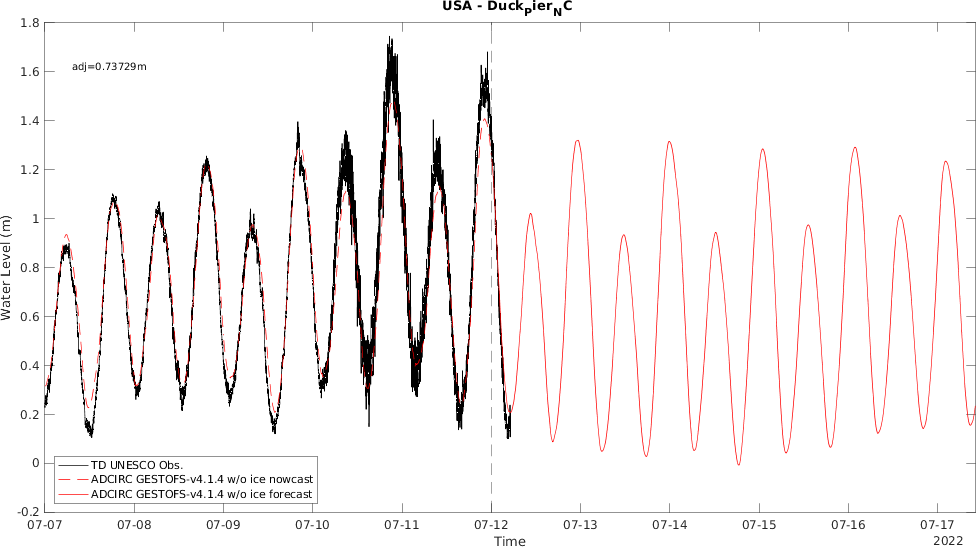 USA - DuckPierNC
1.8
1.6
1.4
1.2
1
0.8
0.6
0.4
0.2
0
-0.2
Water Level (m)
adj=0.73729m
TD UNESCO Obs.
ADCIRC GESTOFS-v4.1.4 w/o ice nowcast
ADCIRC GESTOFS-v4.1.4 w/o ice forecast
07-07 07-08 07-09 07-10 07-11 07-12 07-13 07-14 07-15 07-16 07-17
Time
2022